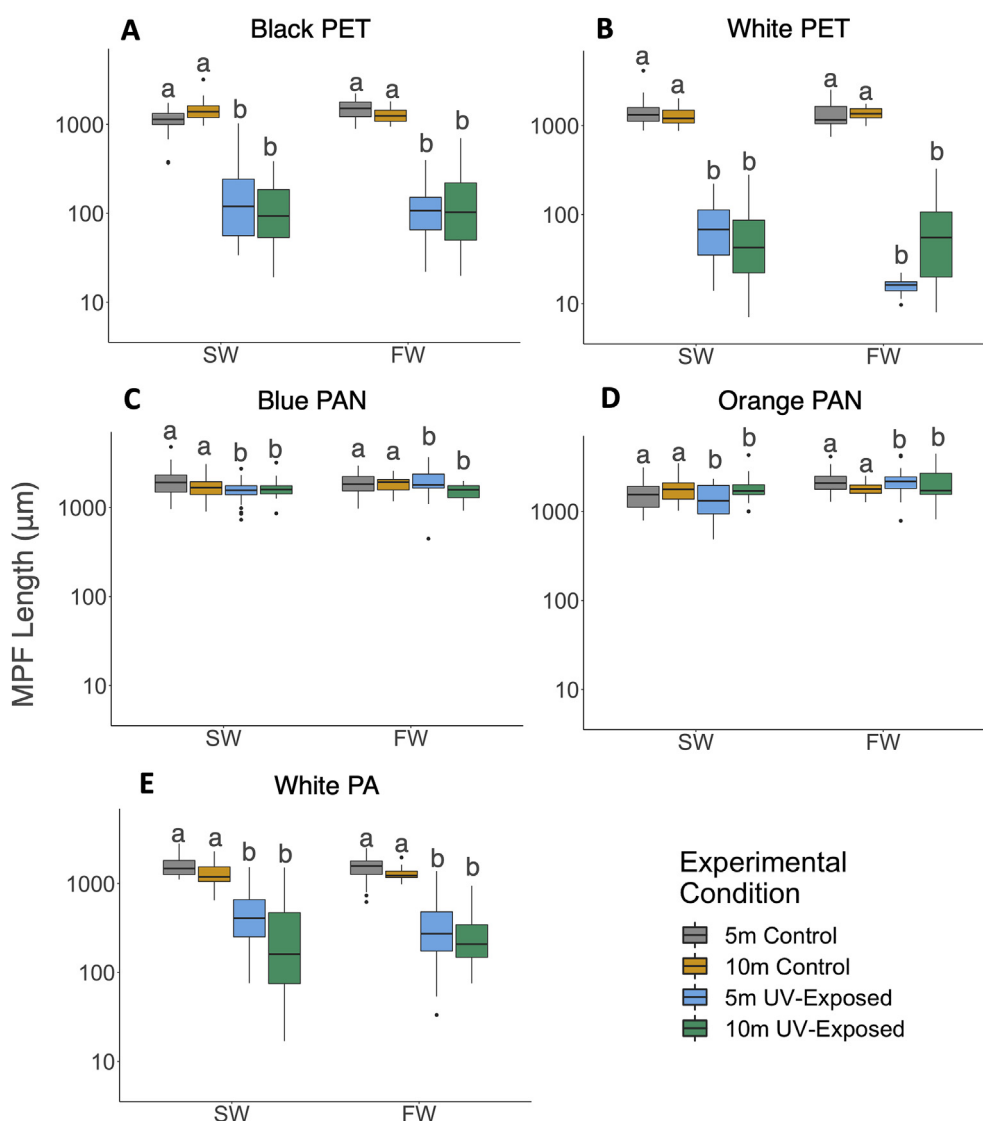 A Black PET
a a b b a a b b
1000
100
10
SW FW
B White PET
a a b b a a b b
1000
100
10
SW FW
C Blue PAN
a a b b a a b b
1000
100
10
SW FW
D Orange PAN
a a b b a a b b
1000
100
10
SW FW
E White PA
a a b b a a b b
1000
100
10
SW FW
MPF Length (µm)
Experimental
Condition
5m Control
10m Control
5m UV-Exposed
10m UV-Exposed